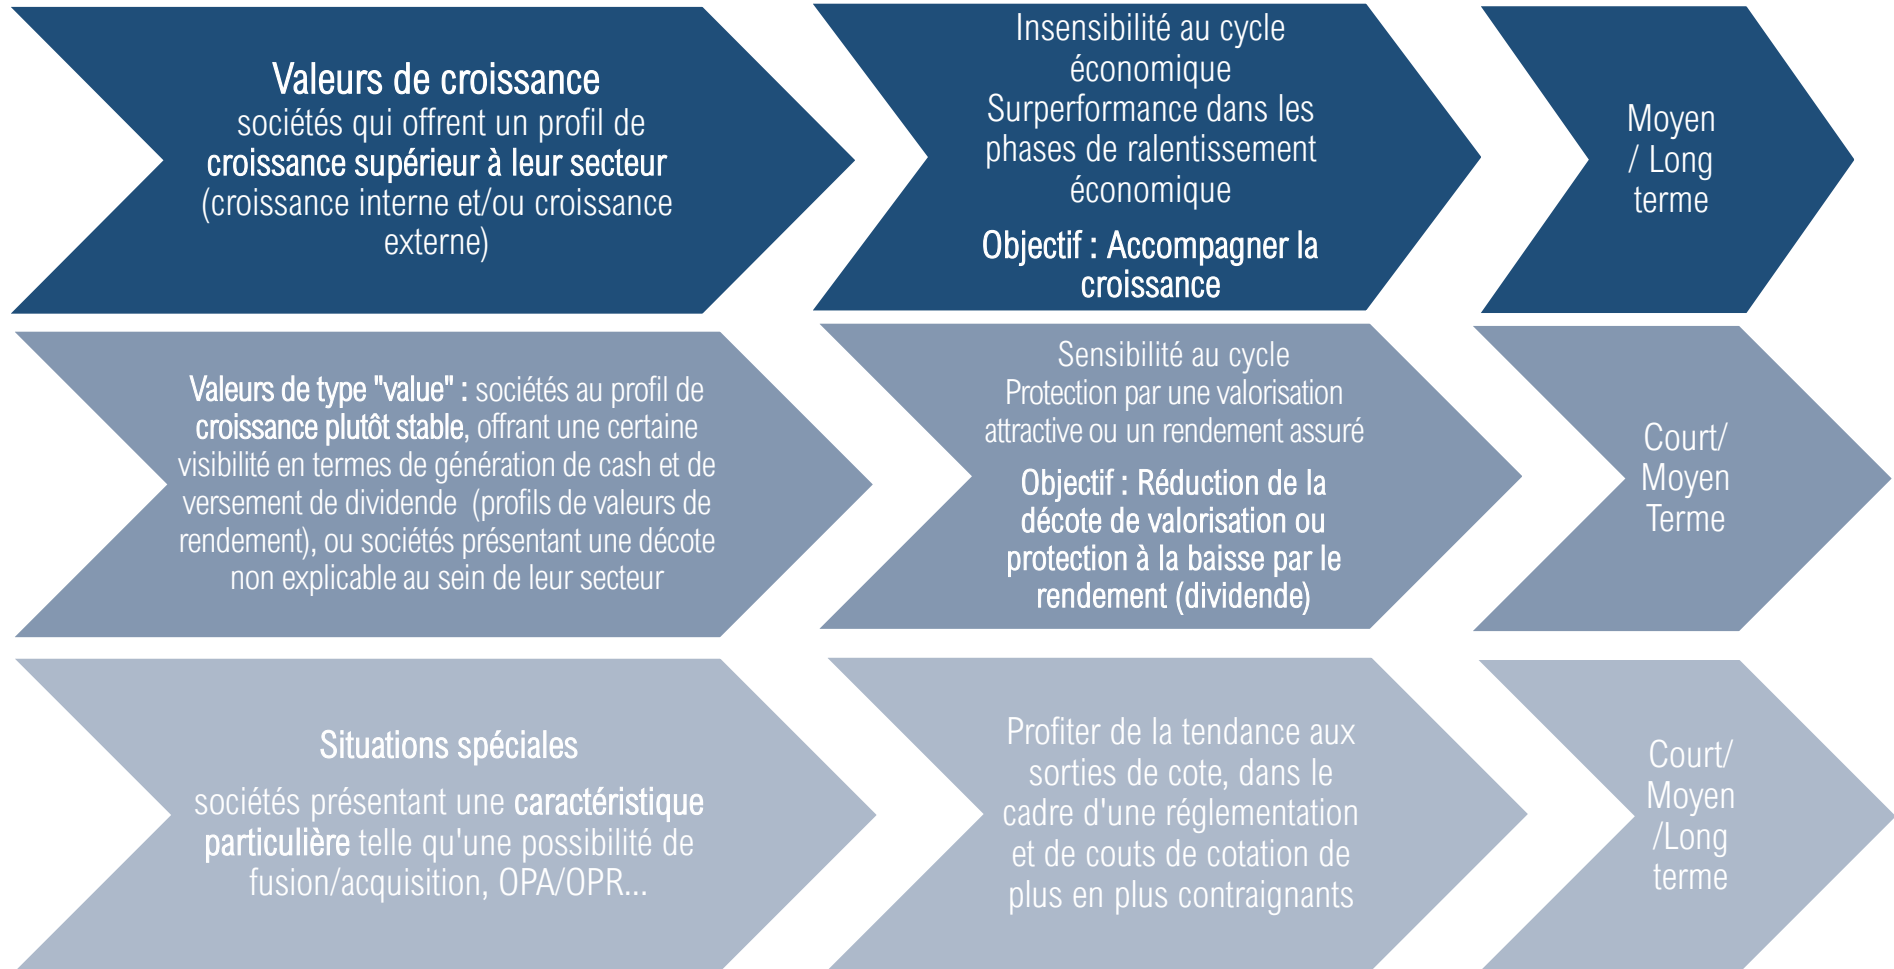 Valeurs de croissance
sociétés qui offrent un profil de
croissance supérieur à leur secteur
(croissance interne et/ou croissance
externe)
Insensibilité au cycle
économique
Surperformance dans les
phases de ralentissement
économique
Objectif : Accompagner la
croissance
Moyen
/ Long
terme
Valeurs de type "value" : sociétés au profil de
croissance plutôt stable, offrant une certaine
visibilité en termes de génération de cash et de
versement de dividende (profils de valeurs de
rendement), ou sociétés présentant une décote
non explicable au sein de leur secteur
Sensibilité au cycle
Protection par une valorisation
attractive ou un rendement assuré
Objectif : Réduction de la
décote de valorisation ou
protection à la baisse par le
rendement (dividende)
Court/
Moyen
Terme
Situations spéciales
sociétés présentant une caractéristique
particulière telle qu'une possibilité de
fusion/acquisition, OPA/OPR...
Profiter de la tendance aux
sorties de cote, dans le
cadre d'une réglementation
et de couts de cotation de
plus en plus contraignants
Court/
Moyen
/Long
terme